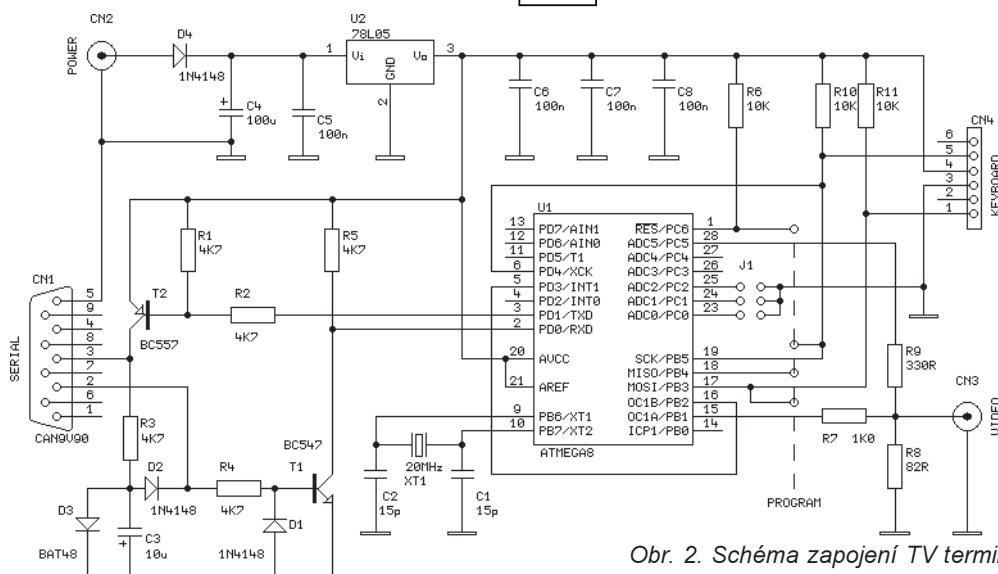 CN2
POWER
D4
1N4148
U2
78L05
1 Vi Vo 3
GND
2
C4
100u
C5
100n
C6
100n
C7
100n
C8
100n
R6
10K
R10
10K
R11
10K
CN4
6
5
4
3
2
1
KEYBOARD
CN1
SERIAL
5
9
4
8
3
7
2
6
1
CAN9V90
R1
4K7
T2
BC557
R2
4K7
R5
4K7
R3
4K7
D2
1N4148
D3
BAT48
C3
10u
R4
4K7
D1
1N4148
BC547
T1
U1
13 PD7/AIN1 RES/PC6 1
12 PD6/AIN0 ADC5/PC5 28
11 PD5/T1 ADC4/PC4 27
6 PD4/XCK ADC3/PC3 26
5 PD3/INT1 ADC2/PC2 25
4 PD2/INT0 ADC1/PC1 24
3 PD1/TXD ADC0/PC0 23
2 PD0/RXD
20 AVCC SCK/PB5 19
MISO/PB4 18
21 AREF MOSI/PB3 17
OC1B/PB2 16
9 PB6/XT1 OC1A/PB1 15
10 PB7/XT2 ICP1/PB0 14
ATMEGA8
J1
20MHz
XT1
C2
15p
C1
15p
PROGRAM
R7 1K0
R9
330R
R8
82R
CN3
VIDEO
Obr. 2. Schéma zapojení TV